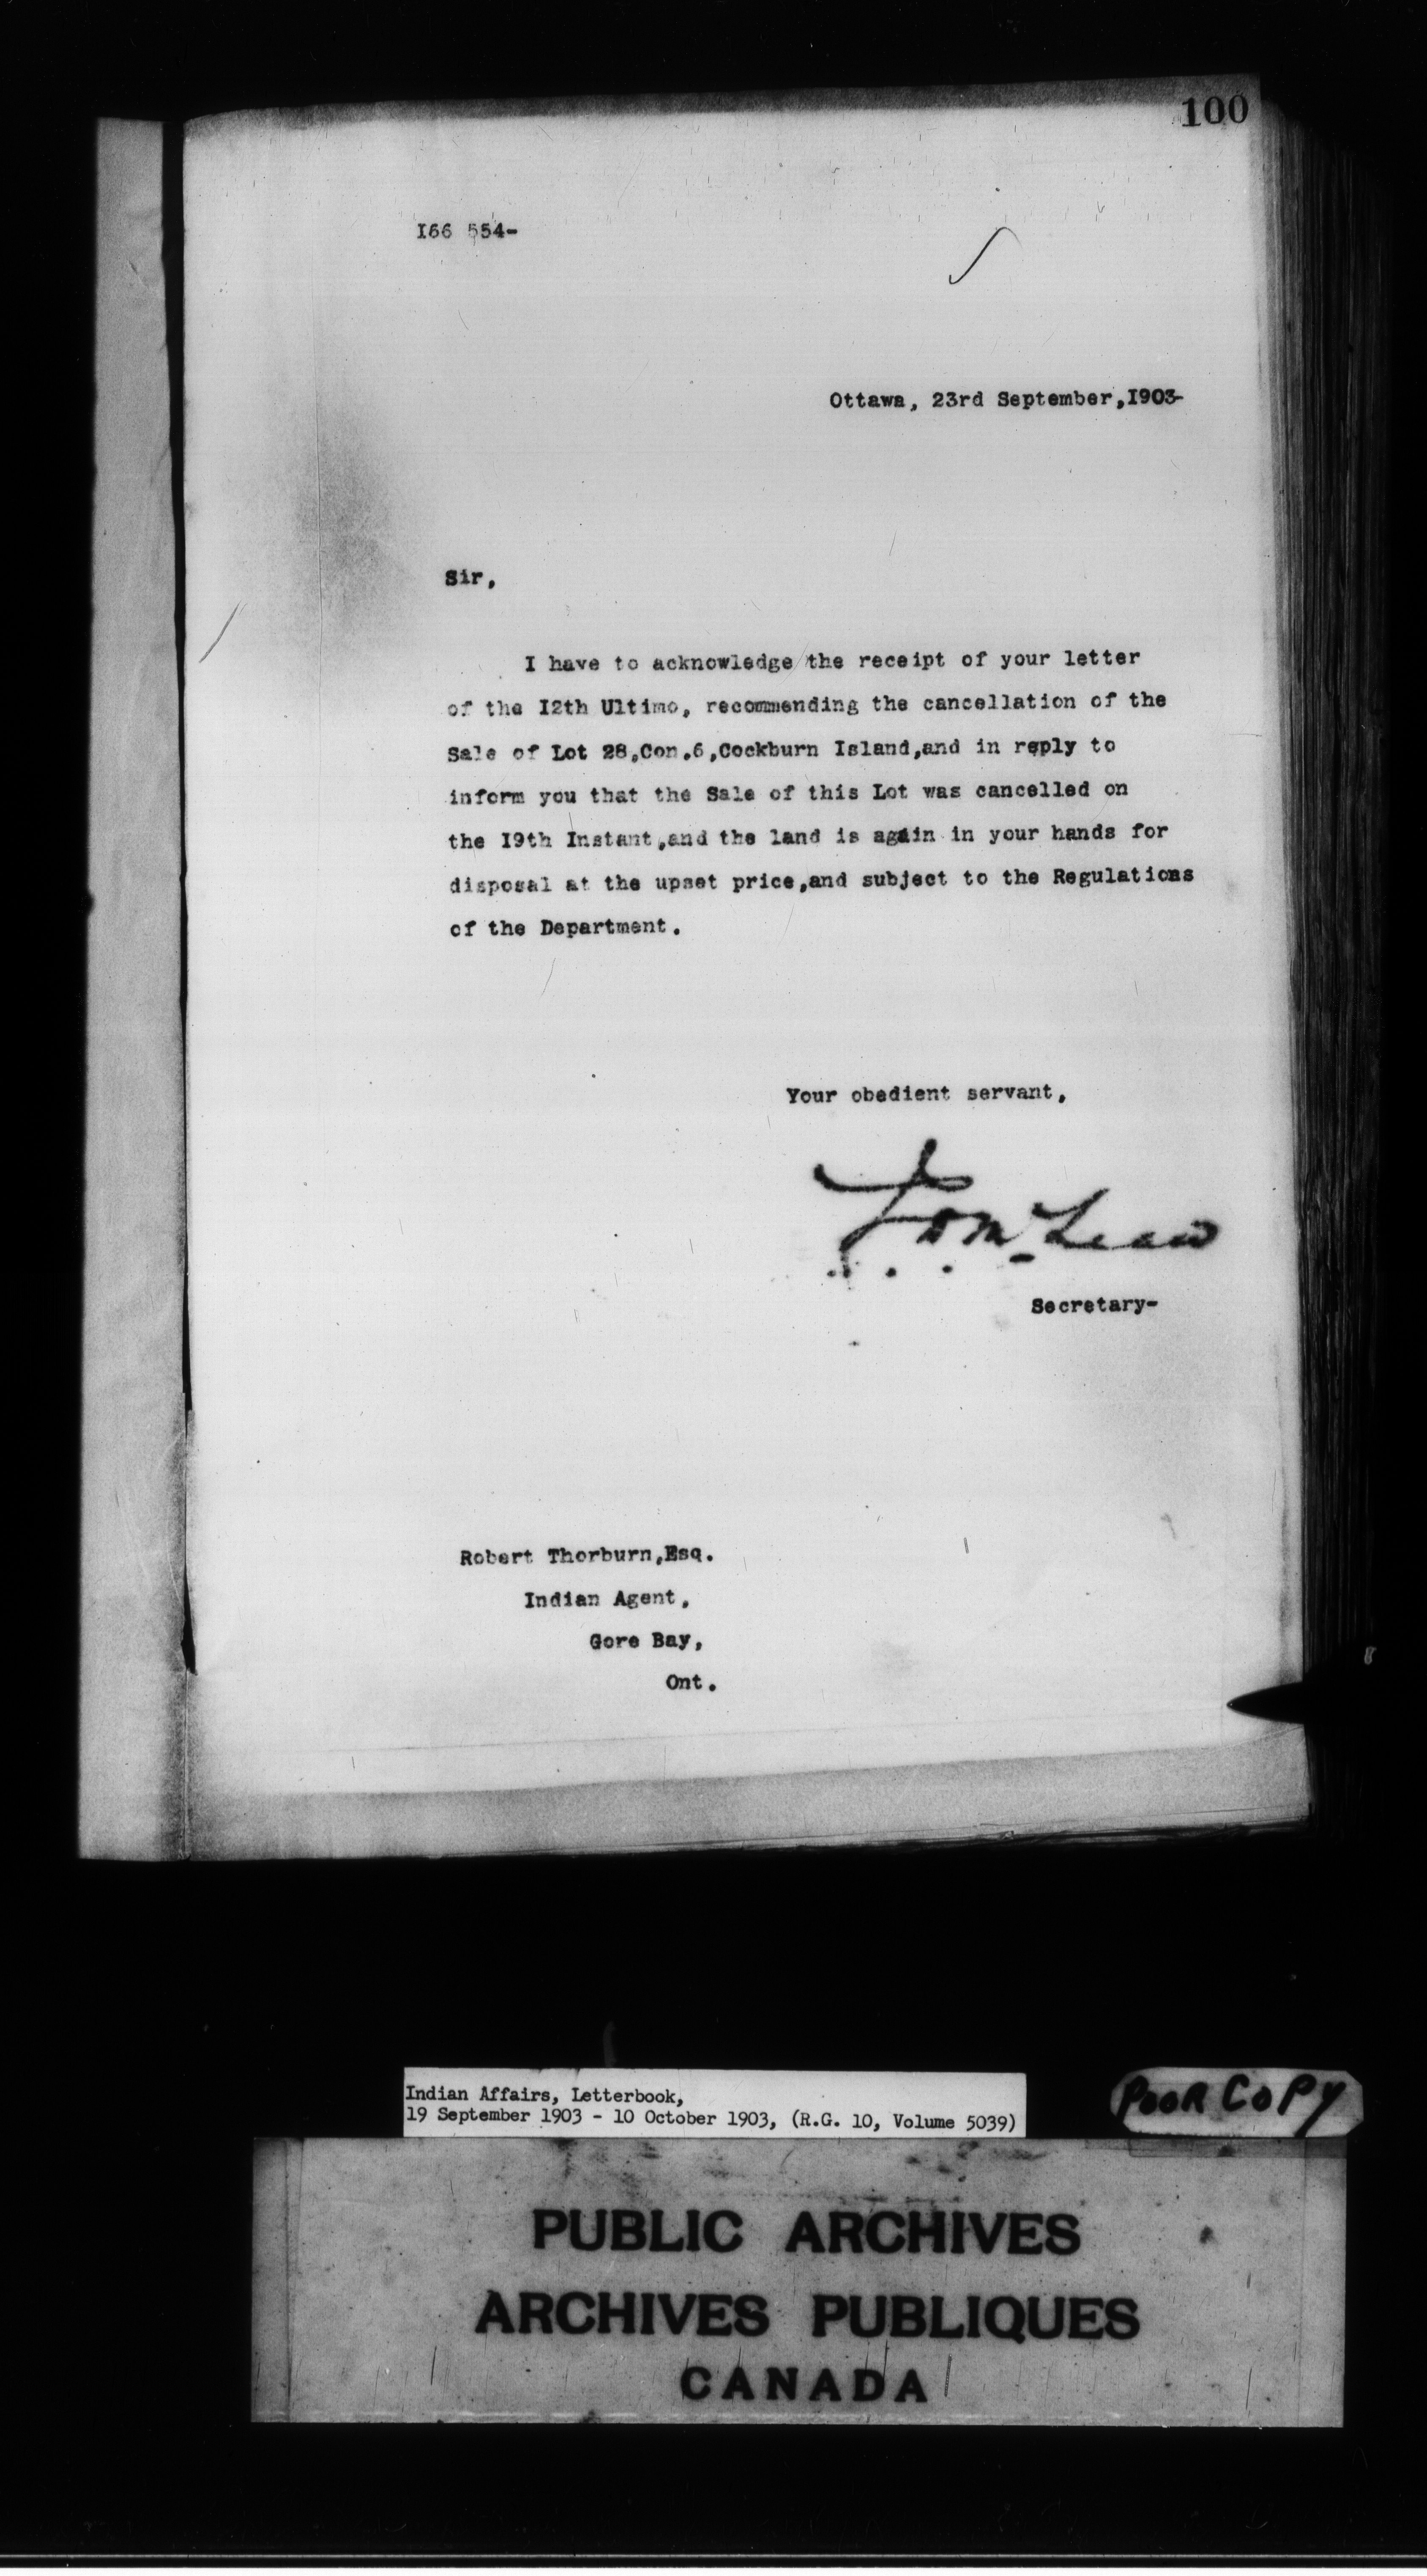 100
I66 554-
Ottawa, 23rd September,I903-
Sir,
I have to acknowledge the receipt of your letter
of the I2th Ultimo, recommending the cancellation of the
Sale of Lot 28,Con.6,Cockburn Island,and in reply to
inform you that the Sale of this Lot was cancelled on
the I9th Instant,and the land is again in your hands for
disposal at the upset price,and subject to the Regulations
of the Department.
Your obedient servant,
J D McLean
Secretary-
Robert Thorburn,Esq.
Indian Agent,
Gore Bay,
Ont.
Indian Affairs, Letterbook,
19 September 1903 - 10 October 1903, (R.G. 10, Volume 5039)
POOR COPY
PUBLIC ARCHIVES
ARCHIVES PUBLIQUES
CANADA